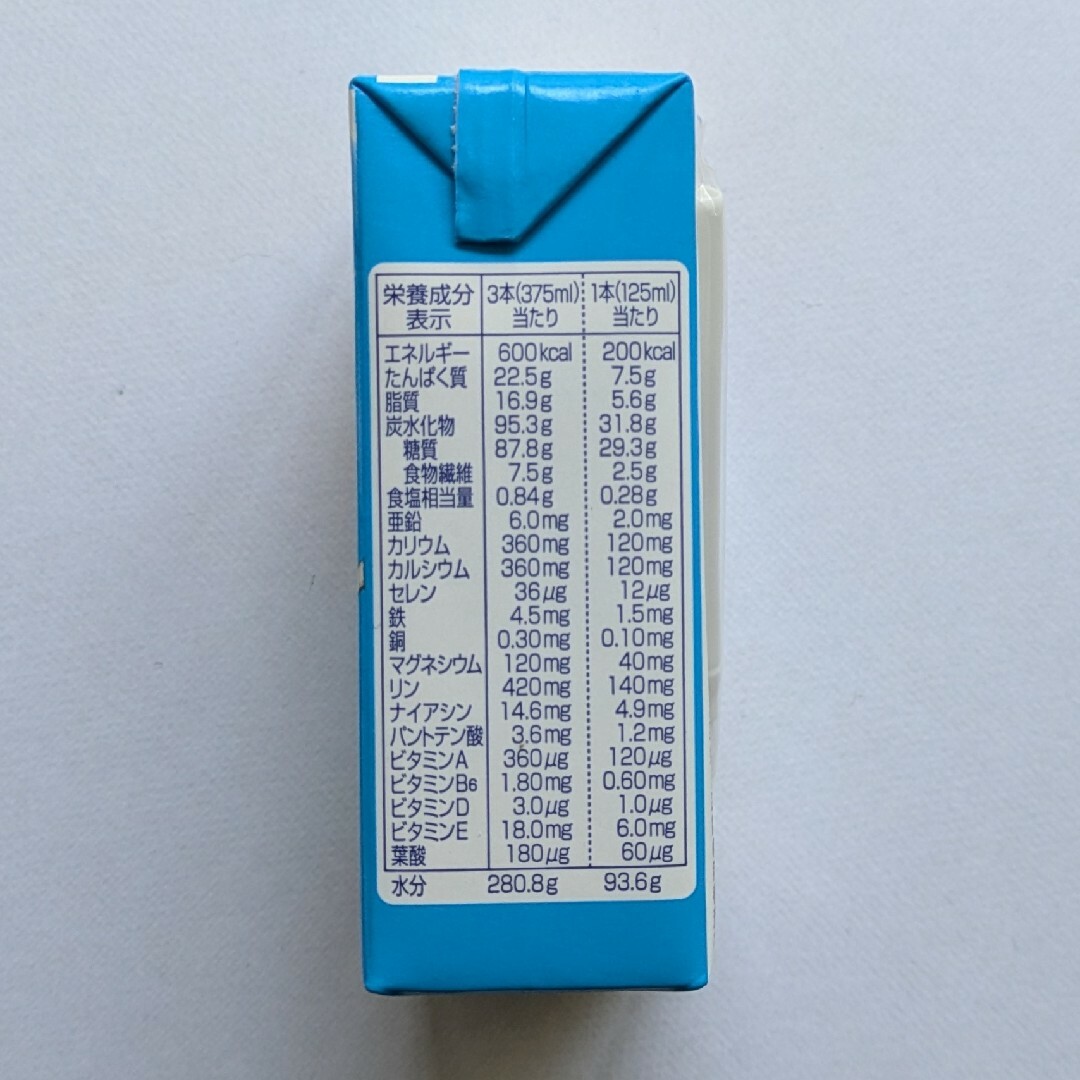 栄養成分表示 3本(375ml)当たり 1本(125ml)当たり
エネルギー 600kcal 200kcal
たんぱく質 22.5g 7.5g
脂質 16.9g 5.6g
炭水化物 95.3g 31.8g
糖質 87.8g 29.3g
食物繊維 7.5g 2.5g
食塩相当量 0.84g 0.28g
亜鉛 6.0mg 2.0mg
カリウム 360mg 120mg
カルシウム 360mg 120mg
セレン 36μg 12μg
鉄 4.5mg 1.5mg
銅 0.30mg 0.10mg
マグネシウム 120mg 40mg
リン 420mg 140mg
ナイアシン 14.6mg 4.9mg
パントテン酸 3.6mg 1.2mg
ビタミンA 360μg 120μg
ビタミンB6 1.80mg 0.60mg
ビタミンD 3.0μg 1.0μg
ビタミンE 18.0mg 6.0mg
葉酸 180μg 60μg
水分 280.8g 93.6g